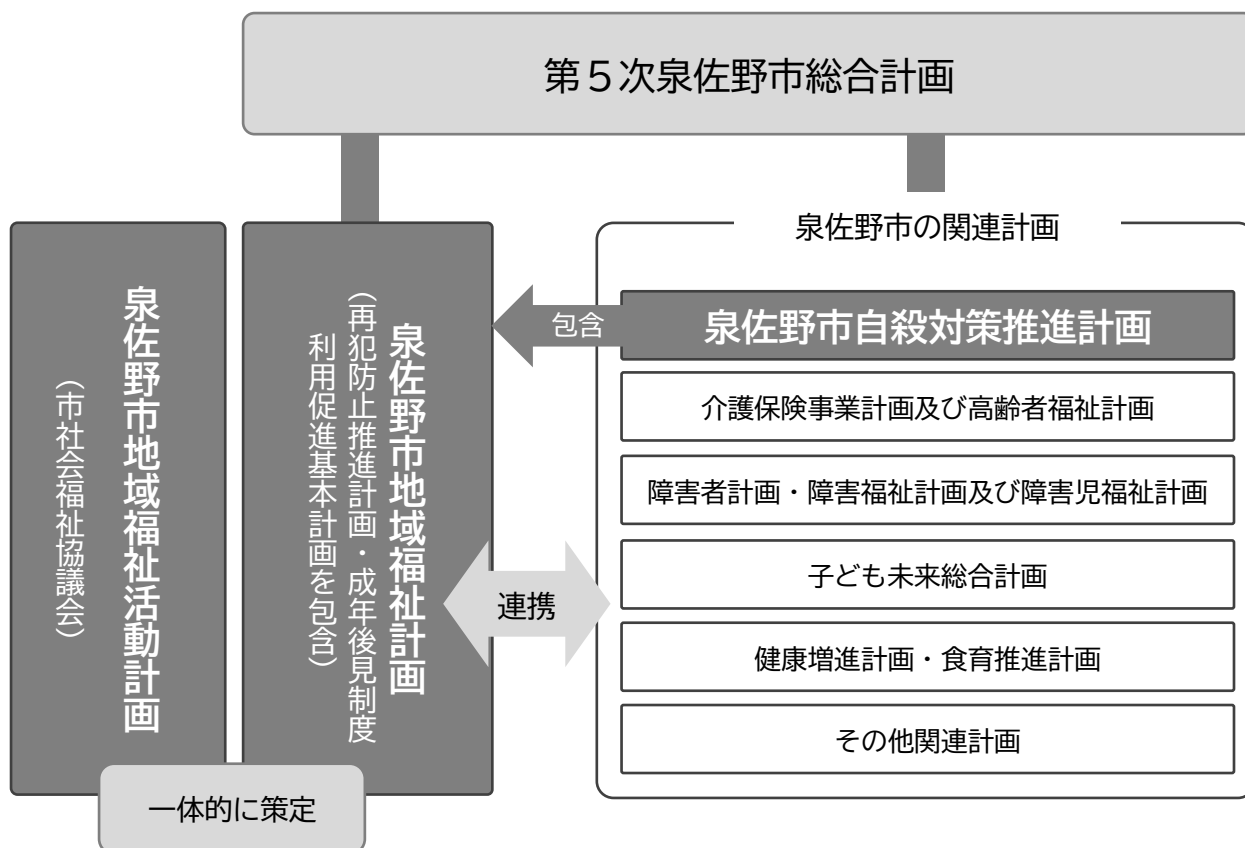 第５次泉佐野市総合計画
泉佐野市地域福祉活動計画
（市社会福祉協議会）
泉佐野市地域福祉計画
（再犯防止推進計画・成年後見制度
利用促進基本計画を包含）
一体的に策定
包含
連携
泉佐野市の関連計画
泉佐野市自殺対策推進計画
介護保険事業計画及び高齢者福祉計画
障害者計画・障害福祉計画及び障害児福祉計画
子ども未来総合計画
健康増進計画・食育推進計画
その他関連計画